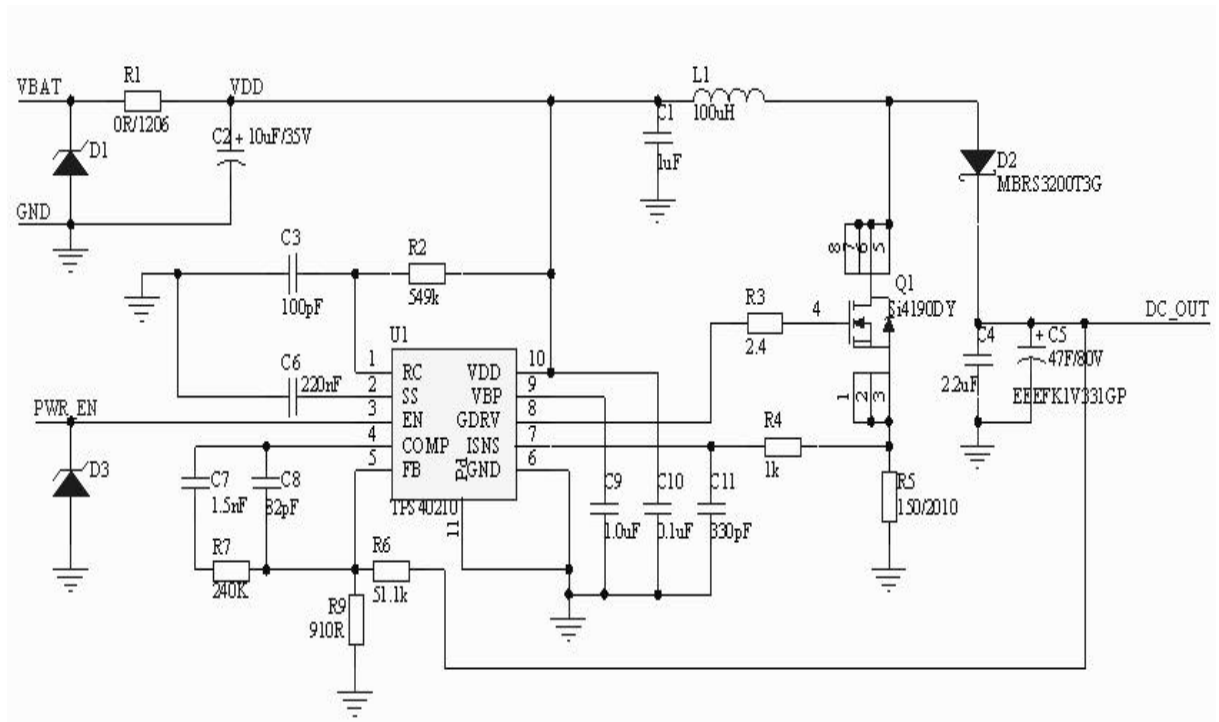 VBAT
R1
0R/1206
VDD
C2 + 10uF/35V
D1
GND
L1
100uH
C1
1uF
D2
MBRS3200T3G
C3
100pF
R2
549k
8 7 6 5
Q1
Si4190DY
R3
2.4
4
DC_OUT
C4
2.2uF
+ C5
47F/80V
EEEFK1V331GP
1 2 3
U1
C6
220nF
PWR_EN
D3
1 RC VDD 10
2 SS VBP 9
3 EN GDRV 8
4 COMP ISNS 7
5 FB GND 6
Pd
11
TPS40210
R4
1k
R5
150/2010
C7
1.5nF
C8
82pF
C9
1.0uF
C10
0.1uF
C11
330pF
R7
240K
R6
51.1k
R9
910R